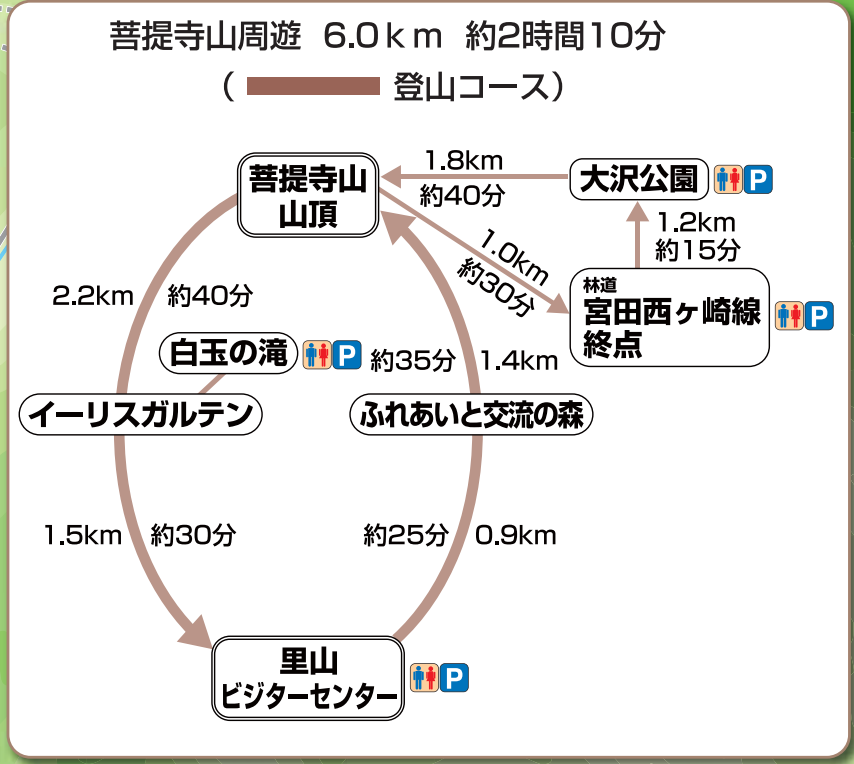 菩提寺山周遊 6.0km 約2時間10分
( 登山コース)
菩提寺山
山頂
1.8km
約40分
大沢公園
P
1.2km
約15分
1.0km
約30分
林道
宮田西ヶ崎線
終点
P
2.2km 約40分
白玉の滝
P
約35分 1.4km
イーリスガルテン
ふれあいと交流の森
1.5km 約30分
約25分 0.9km
里山
ビジターセンター
P